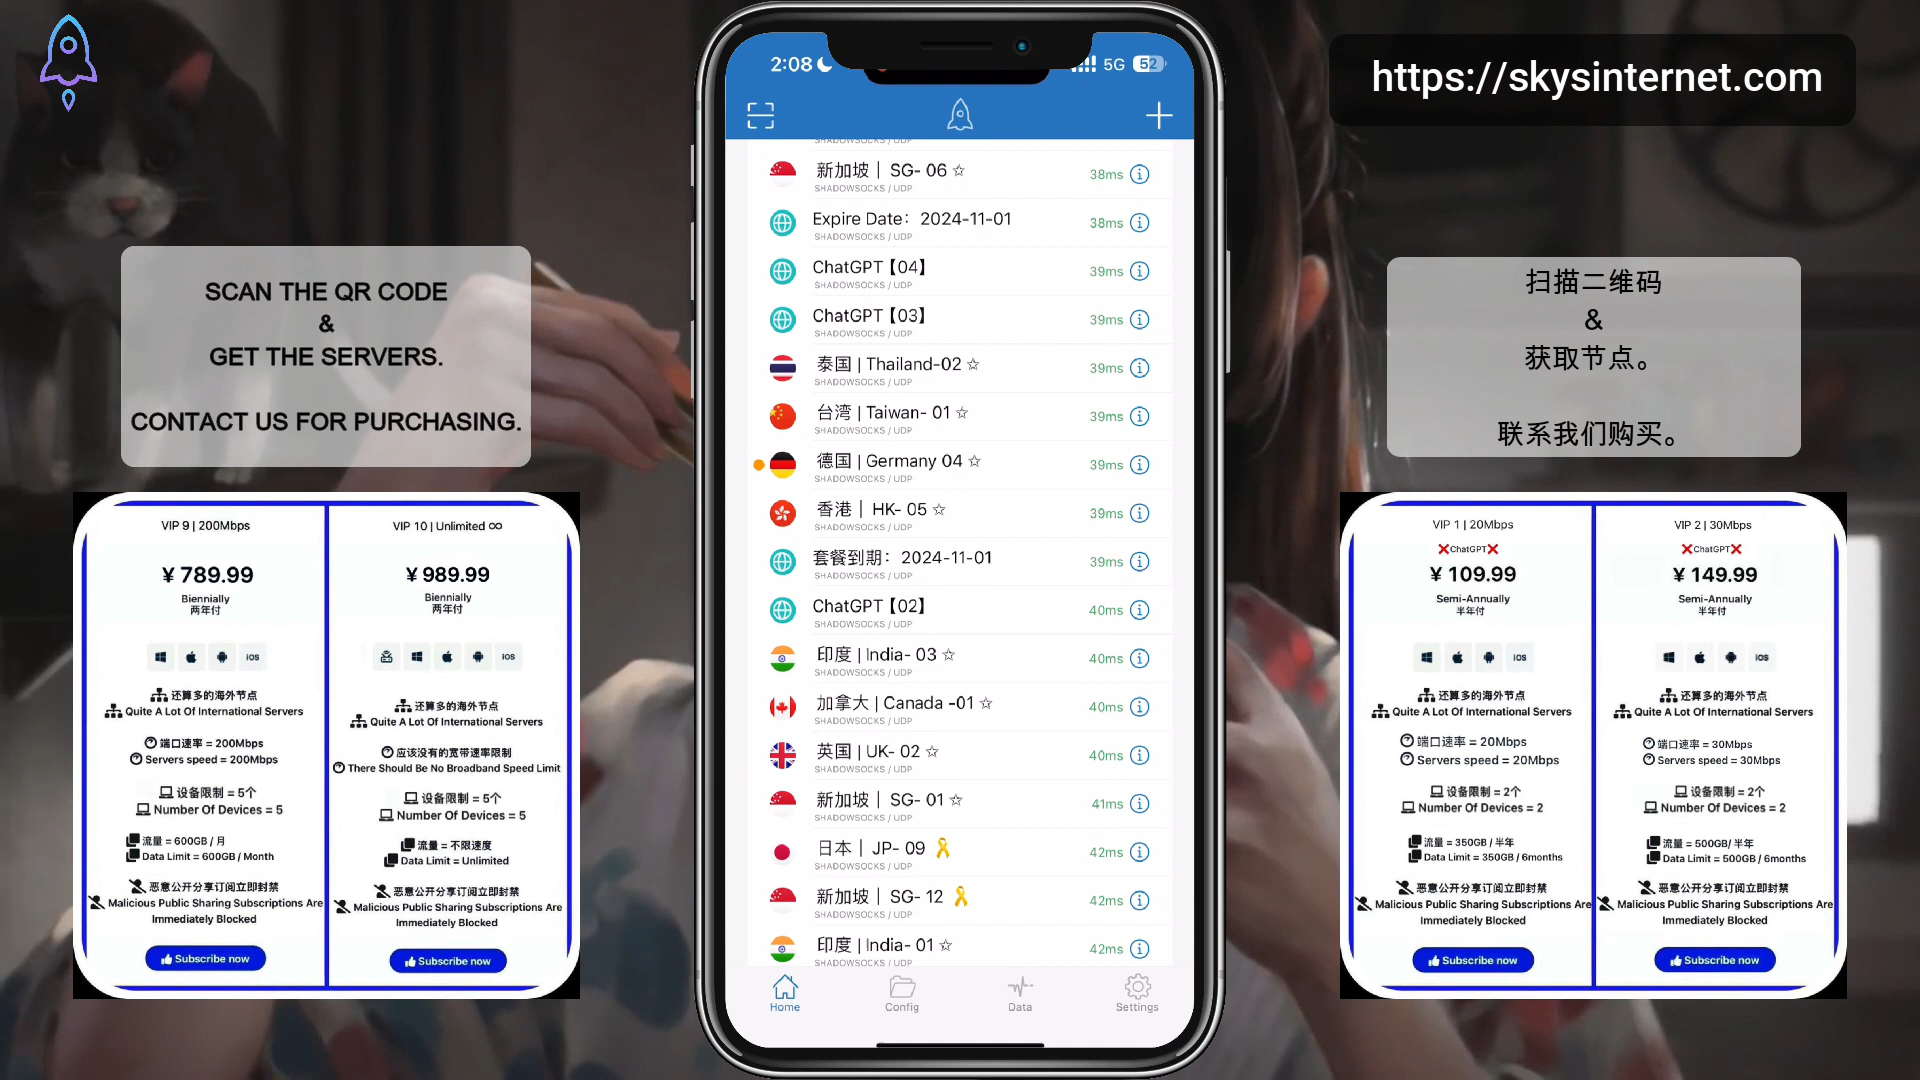 https://skysinternet.com
SCAN THE QR CODE
&
GET THE SERVERS.
CONTACT US FOR PURCHASING.
VIP 9 | 200Mbps
¥ 789.99
Biennially
两年付
iOS
还算多的海外节点
Quite A Lot Of International Servers
端口速率 = 200Mbps
Servers speed = 200Mbps
设备限制 = 5个
Number Of Devices = 5
流量 = 600GB / 月
Data Limit = 600GB / Month
恶意公开分享订阅立即封禁
Malicious Public Sharing Subscriptions Are
Immediately Blocked
Subscribe now
VIP 10 | Unlimited ∞
¥ 989.99
Biennially
两年付
iOS
还算多的海外节点
Quite A Lot Of International Servers
应该没有的宽带速率限制
There Should Be No Broadband Speed Limit
设备限制 = 5个
Number Of Devices = 5
流量 = 不限速度
Data Limit = Unlimited
恶意公开分享订阅立即封禁
Malicious Public Sharing Subscriptions Are
Immediately Blocked
Subscribe now
2:08 5G 52
SHADOWSOCKS / UDP
新加坡｜ SG- 06 ☆ 38ms
SHADOWSOCKS / UDP
Expire Date：2024-11-01 38ms
SHADOWSOCKS / UDP
ChatGPT【04】 39ms
SHADOWSOCKS / UDP
ChatGPT【03】 39ms
SHADOWSOCKS / UDP
泰国 | Thailand-02 ☆ 39ms
SHADOWSOCKS / UDP
台湾 | Taiwan- 01 ☆ 39ms
SHADOWSOCKS / UDP
德国 | Germany 04 ☆ 39ms
SHADOWSOCKS / UDP
香港｜ HK- 05 ☆ 39ms
SHADOWSOCKS / UDP
套餐到期：2024-11-01 39ms
SHADOWSOCKS / UDP
ChatGPT【02】 40ms
SHADOWSOCKS / UDP
印度 | India- 03 ☆ 40ms
SHADOWSOCKS / UDP
加拿大 | Canada -01 ☆ 40ms
SHADOWSOCKS / UDP
英国 | UK- 02 ☆ 40ms
SHADOWSOCKS / UDP
新加坡｜ SG- 01 ☆ 41ms
SHADOWSOCKS / UDP
日本｜ JP- 09 🎗 42ms
SHADOWSOCKS / UDP
新加坡｜ SG- 12 🎗 42ms
SHADOWSOCKS / UDP
印度 | India- 01 ☆ 42ms
SHADOWSOCKS / UDP
Home Config Data Settings
扫描二维码
&
获取节点。
联系我们购买。
VIP 1 | 20Mbps
❌ChatGPT❌
¥ 109.99
Semi-Annually
半年付
iOS
还算多的海外节点
Quite A Lot Of International Servers
端口速率 = 20Mbps
Servers speed = 20Mbps
设备限制 = 2个
Number Of Devices = 2
流量 = 350GB / 半年
Data Limit = 350GB / 6months
恶意公开分享订阅立即封禁
Malicious Public Sharing Subscriptions Are
Immediately Blocked
Subscribe now
VIP 2 | 30Mbps
❌ChatGPT❌
¥ 149.99
Semi-Annually
半年付
iOS
还算多的海外节点
Quite A Lot Of International Servers
端口速率 = 30Mbps
Servers speed = 30Mbps
设备限制 = 2个
Number Of Devices = 2
流量 = 500GB/ 半年
Data Limit = 500GB / 6months
恶意公开分享订阅立即封禁
Malicious Public Sharing Subscriptions Are
Immediately Blocked
Subscribe now